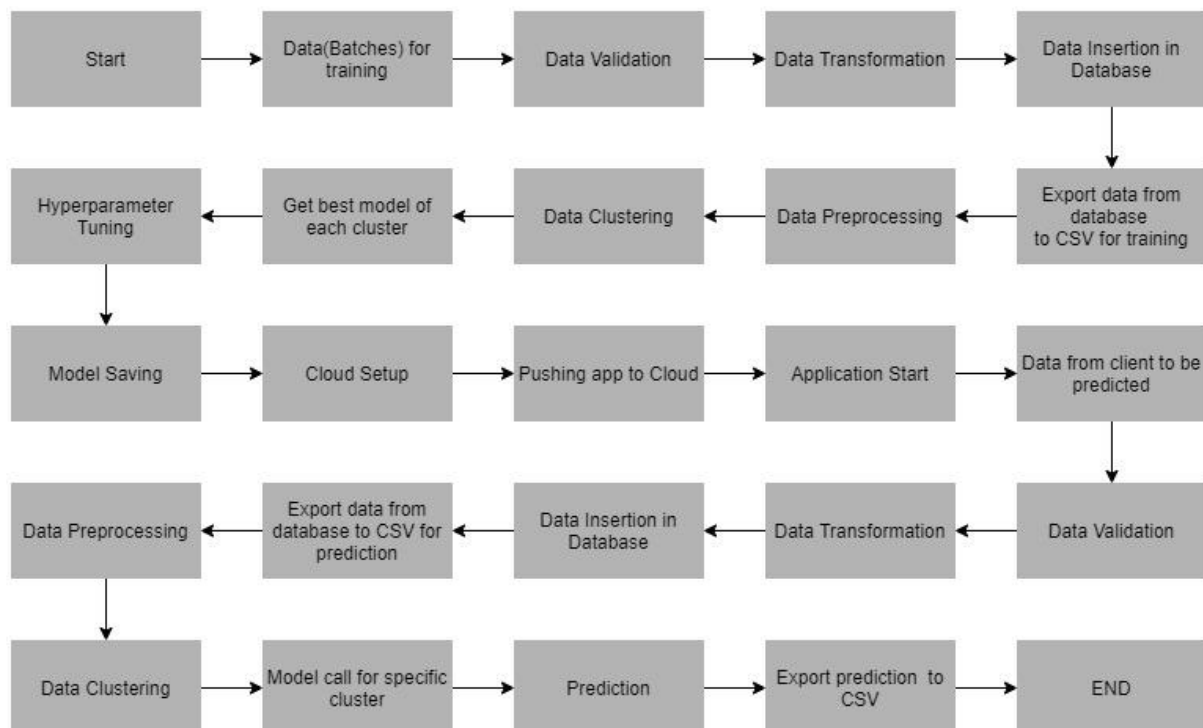 Start
Data(Batches) for
training
Data Validation
Data Transformation
Data Insertion in
Database
Export data from
database
to CSV for training
Data Preprocessing
Data Clustering
Get best model of
each cluster
Hyperparameter
Tuning
Model Saving
Cloud Setup
Pushing app to Cloud
Application Start
Data from client to be
predicted
Data Validation
Data Transformation
Data Insertion in
Database
Export data from
database to CSV for
prediction
Data Preprocessing
Data Clustering
Model call for specific
cluster
Prediction
Export prediction to
CSV
END